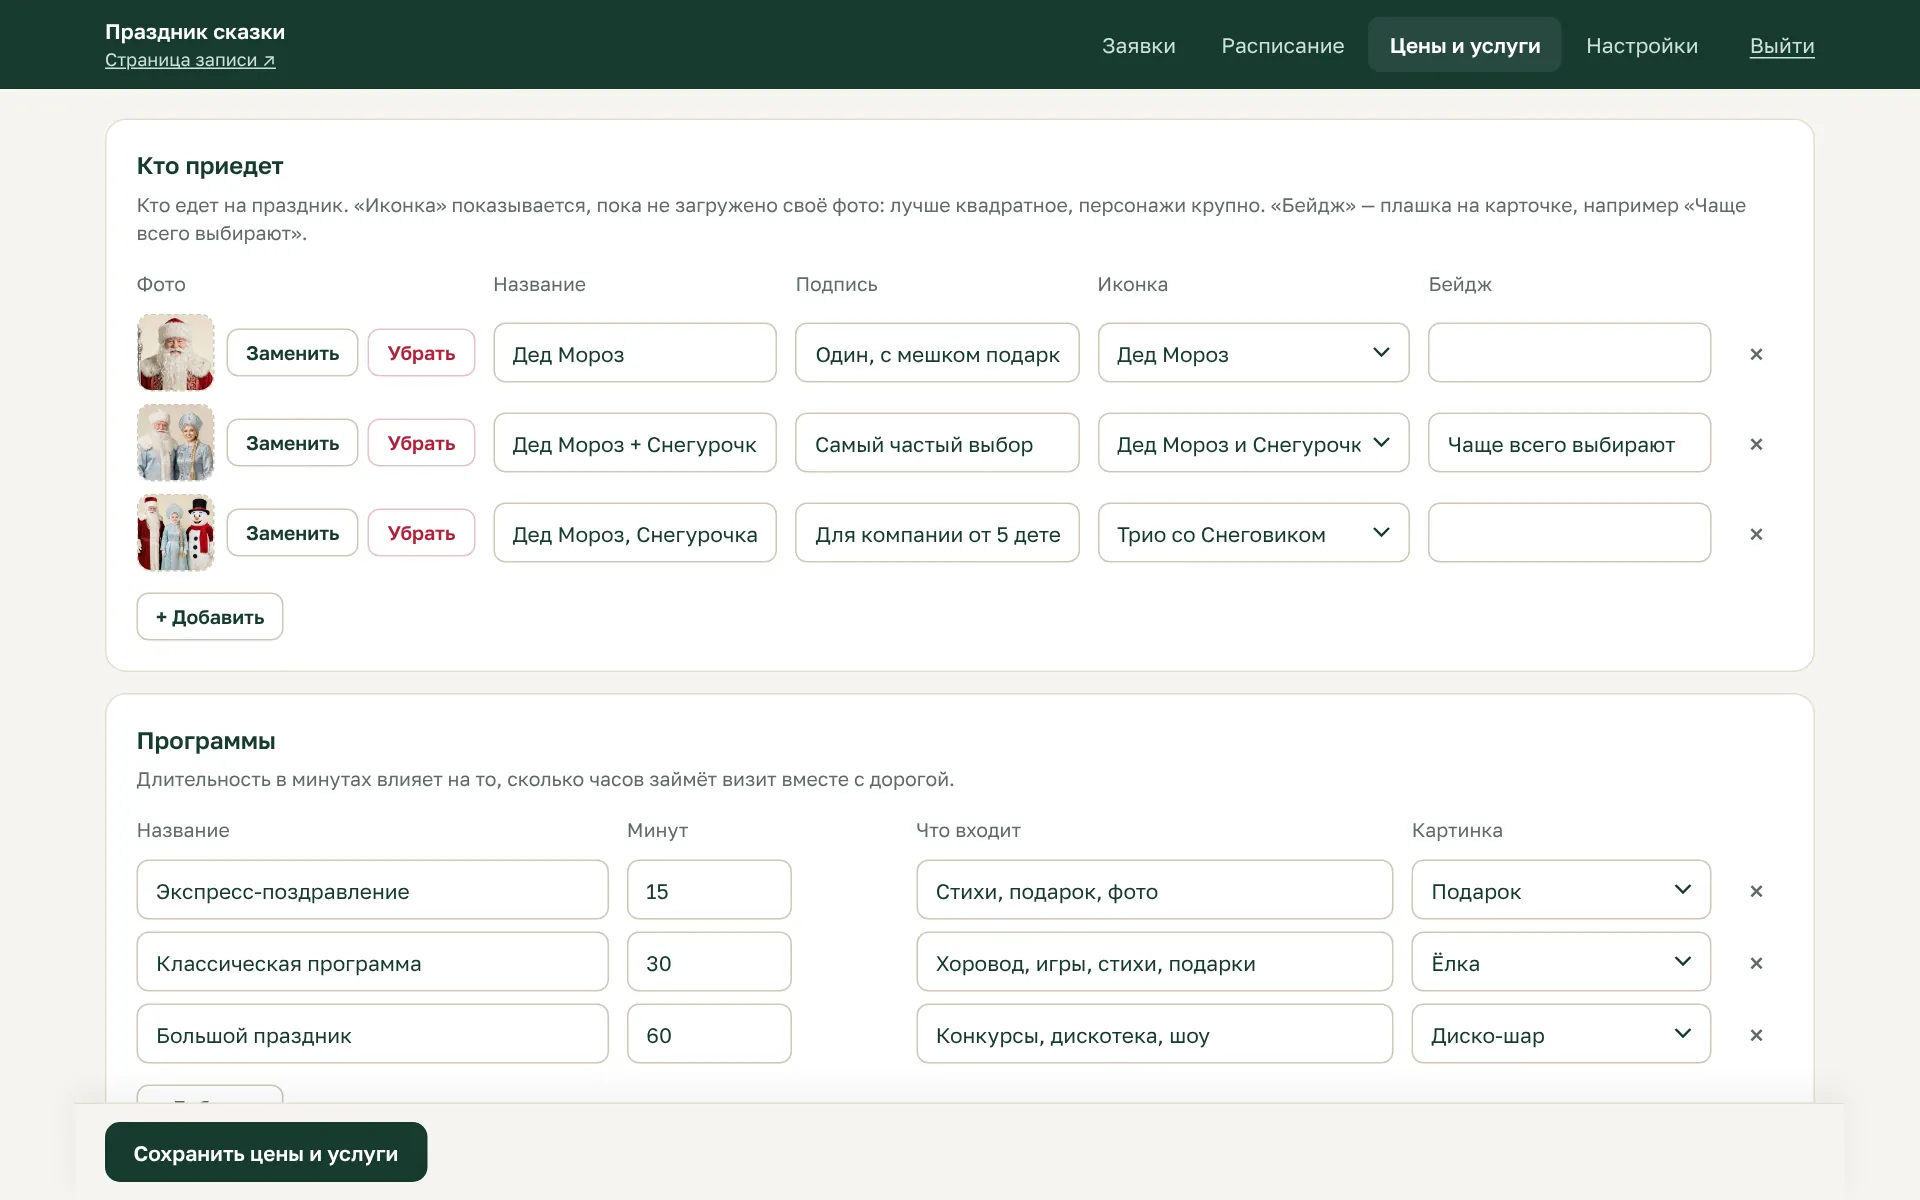 Праздник сказки
Страница записи ↗
Заявки Расписание Цены и услуги Настройки Выйти
Кто приедет
Кто едет на праздник. «Иконка» показывается, пока не загружено своё фото: лучше квадратное, персонажи крупно. «Бейдж» — плашка на карточке, например «Чаще
всего выбирают».
Фото Название Подпись Иконка Бейдж
Заменить Убрать Дед Мороз Один, с мешком подарк Дед Мороз ×
Заменить Убрать Дед Мороз + Снегурочк Самый частый выбор Дед Мороз и Снегурочк Чаще всего выбирают ×
Заменить Убрать Дед Мороз, Снегурочка Для компании от 5 дете Трио со Снеговиком ×
+ Добавить
Программы
Длительность в минутах влияет на то, сколько часов займёт визит вместе с дорогой.
Название Минут Что входит Картинка
Экспресс-поздравление 15 Стихи, подарок, фото Подарок ×
Классическая программа 30 Хоровод, игры, стихи, подарки Ёлка ×
Большой праздник 60 Конкурсы, дискотека, шоу Диско-шар ×
Сохранить цены и услуги